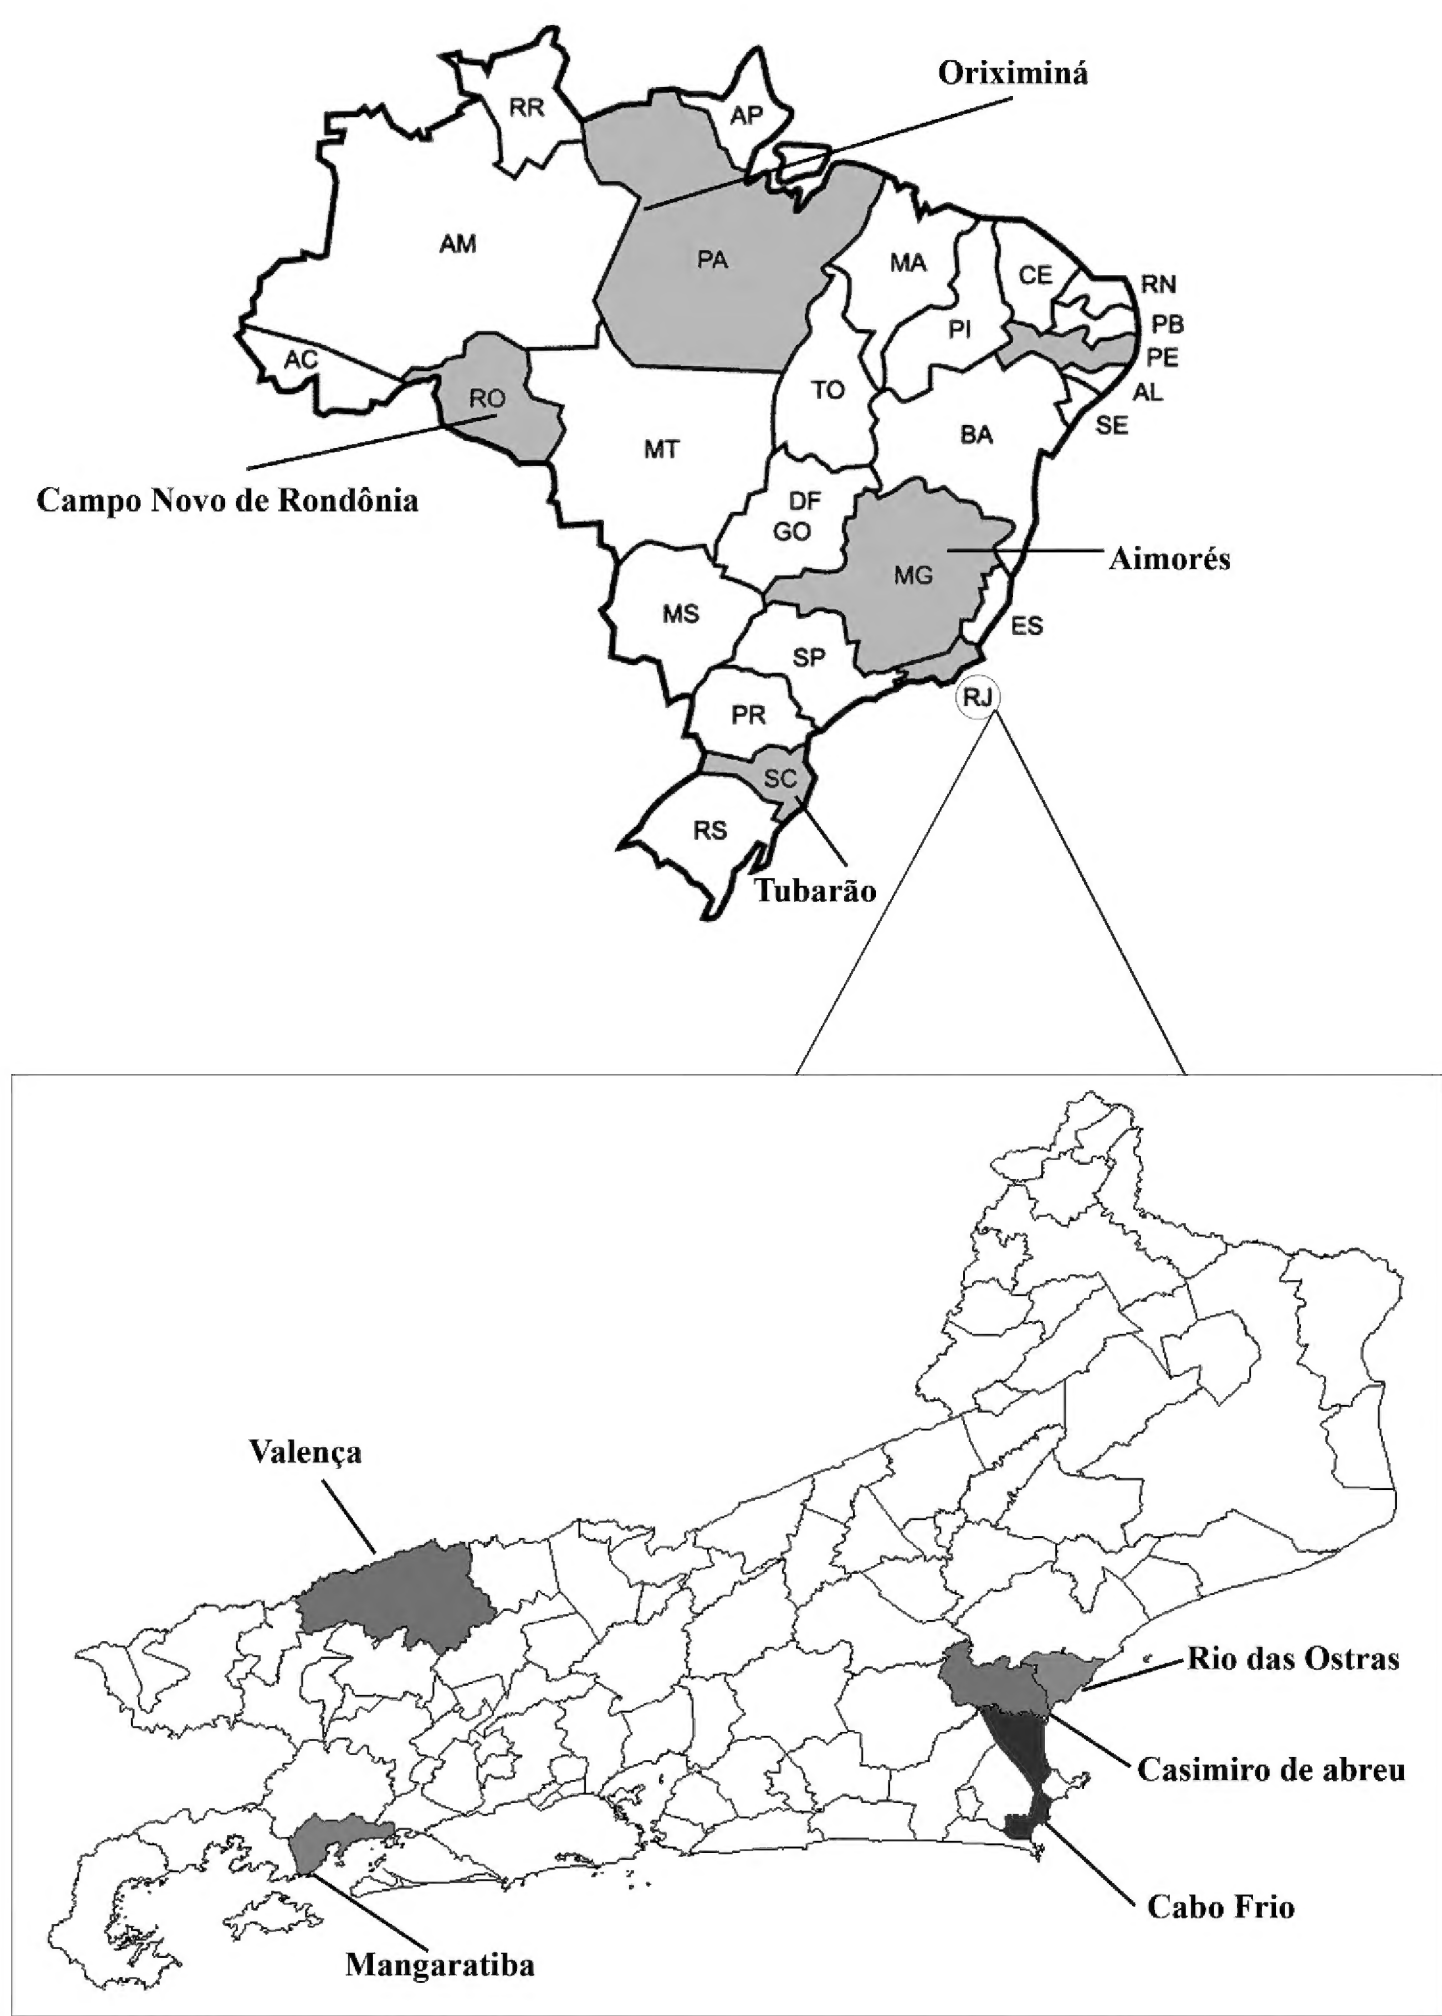 Oriximiná
RR
AP
AM
PA
MA
CE
RN
PI
PB
PE
AC
RO
TO
AL
SE
BA
MT
Campo Novo de Rondônia
DF
GO
Aimorés
MG
MS
ES
SP
RJ
PR
SC
RS
Tubarão
Valença
Rio das Ostras
Casimiro de abreu
Cabo Frio
Mangaratiba